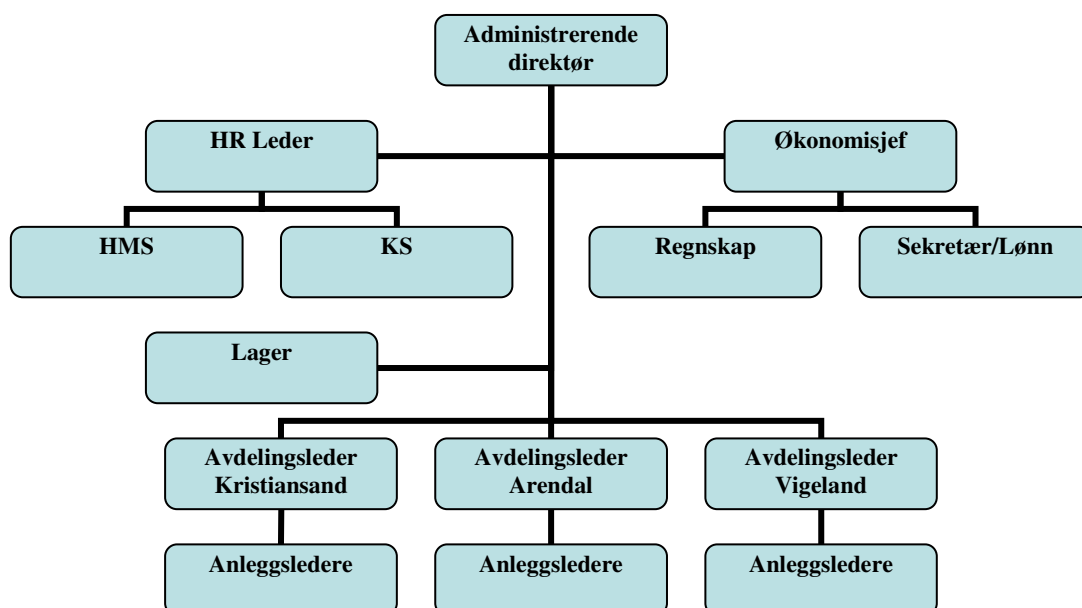 Administrerende
direktør
HR Leder
Økonomisjef
HMS
KS
Regnskap
Sekretær/Lønn
Lager
Avdelingsleder
Kristiansand
Avdelingsleder
Arendal
Avdelingsleder
Vigeland
Anleggsledere
Anleggsledere
Anleggsledere